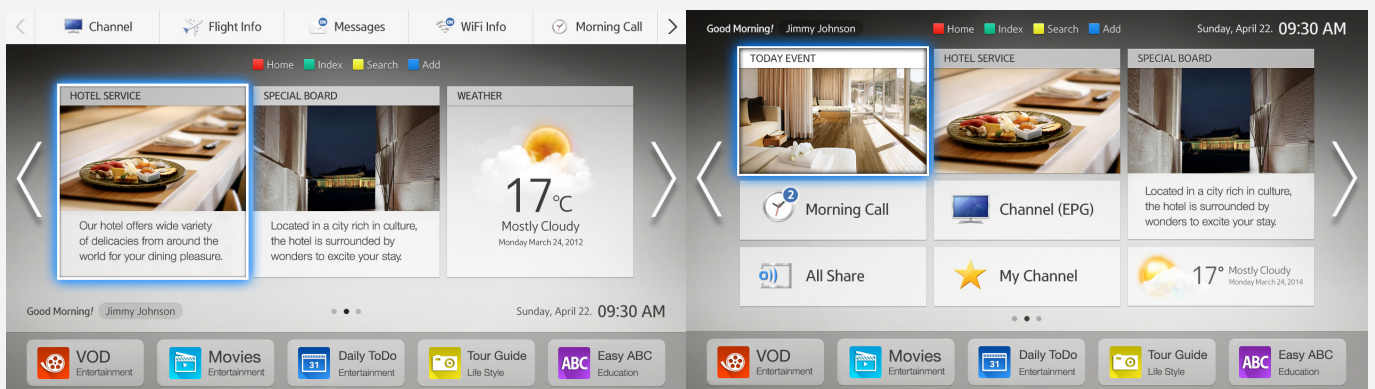 Channel
Flight Info
ON
Messages
ON
WiFi Info
Morning Call
Home
Index
Search
Add
HOTEL SERVICE
Our hotel offers wide variety
of delicacies from around the
world for your dining pleasure.
SPECIAL BOARD
Located in a city rich in culture,
the hotel is surrounded by
wonders to excite your stay.
WEATHER
17°C
Mostly Cloudy
Monday March 24, 2012
Good Morning! Jimmy Johnson
Sunday, April 22. 09:30 AM
VOD
Entertainment
Movies
Entertainment
31
Daily ToDo
Entertainment
Tour Guide
Life Style
ABC
Easy ABC
Education
Good Morning! Jimmy Johnson
Home
Index
Search
Add
Sunday, April 22. 09:30 AM
TODAY EVENT
HOTEL SERVICE
SPECIAL BOARD
Located in a city rich in culture,
the hotel is surrounded by
wonders to excite your stay.
2
Morning Call
Channel (EPG)
All Share
My Channel
17°
Mostly Cloudy
Monday March 24, 2014
VOD
Entertainment
Movies
Entertainment
31
Daily ToDo
Entertainment
Tour Guide
Life Style
ABC
Easy ABC
Education